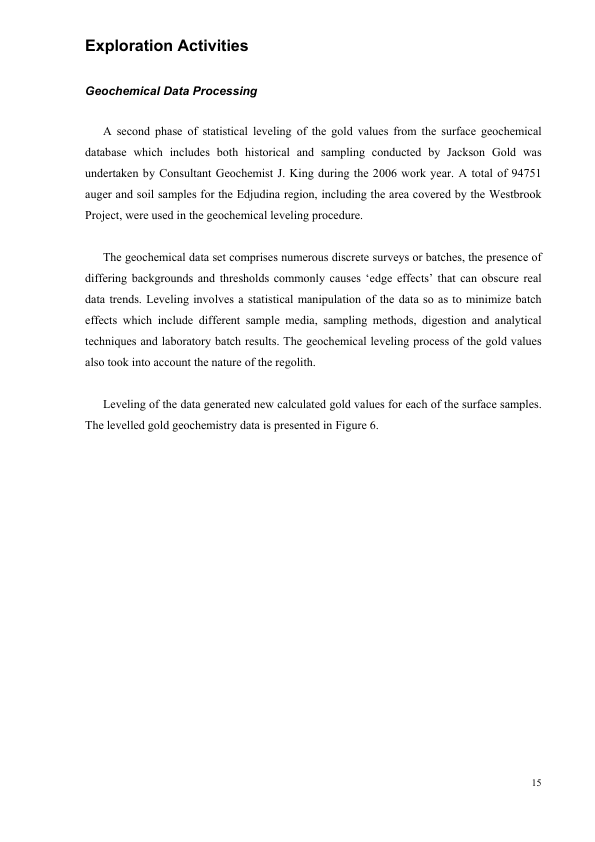 Exploration Activities
Geochemical Data Processing
A second phase of statistical leveling of the gold values from the surface geochemical
database which includes both historical and sampling conducted by Jackson Gold was
undertaken by Consultant Geochemist J. King during the 2006 work year. A total of 94751
auger and soil samples for the Edjudina region, including the area covered by the Westbrook
Project, were used in the geochemical leveling procedure.
The geochemical data set comprises numerous discrete surveys or batches, the presence of
differing backgrounds and thresholds commonly causes ‘edge effects’ that can obscure real
data trends. Leveling involves a statistical manipulation of the data so as to minimize batch
effects which include different sample media, sampling methods, digestion and analytical
techniques and laboratory batch results. The geochemical leveling process of the gold values
also took into account the nature of the regolith.
Leveling of the data generated new calculated gold values for each of the surface samples.
The levelled gold geochemistry data is presented in Figure 6.
15